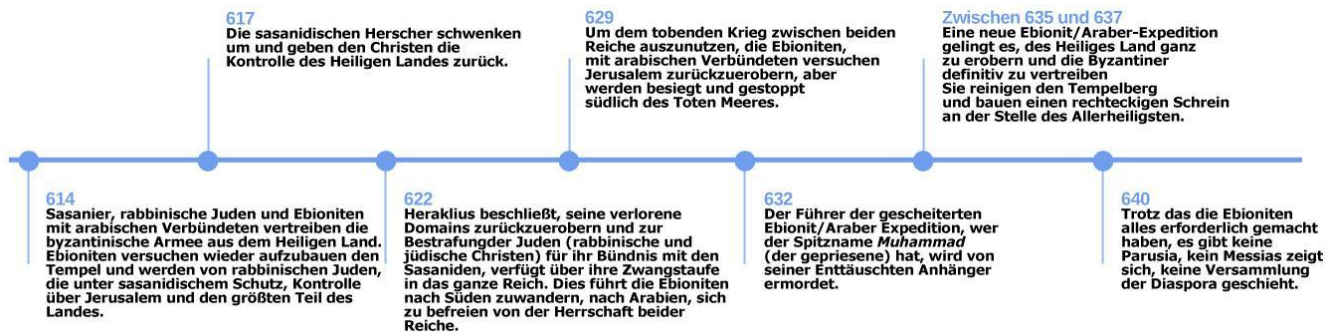 617
Die sasanidischen Herscher schwenken
um und geben den Christen die
Kontrolle des Heiligen Landes zurück.
629
Um dem tobenden Krieg zwischen beiden
Reiche auszunutzen, die Ebioniten,
mit arabischen Verbündeten versuchen
Jerusalem zurückzuerobern, aber
werden besiegt und gestoppt
südlich des Toten Meeres.
Zwischen 635 und 637
Eine neue Ebionit/Araber-Expedition
gelingt es, des Heiliges Land ganz
zu erobern und die Byzantiner
definitiv zu vertreiben
Sie reinigen den Tempelberg
und bauen einen rechteckigen Schrein
an der Stelle des Allerheiligsten.
614
Sasanier, rabbinische Juden und Ebioniten
mit arabischen Verbündeten vertreiben die
byzantinische Armee aus dem Heiligen Land.
Ebioniten versuchen wieder aufzubauen den
Tempel und werden von rabbinischen Juden,
die unter sasanidischem Schutz, Kontrolle
über Jerusalem und den größten Teil des
Landes.
622
Heraklius beschließt, seine verlorene
Domains zurückzuerobern und zur
Bestrafungder Juden (rabbinische und
jüdische Christen) für ihr Bündnis mit den
Sasaniden, verfügt über ihre Zwangstaufe
in das ganze Reich. Dies führt die Ebioniten
nach Süden zuwandern, nach Arabien, sich
zu befreien von der Herrschaft beider
Reiche.
632
Der Führer der gescheiterten
Ebionit/Araber Expedition, wer
der Spitzname Muhammad
(der gepriesene) hat, wird von
seiner Enttäuschten Anhänger
ermordet.
640
Trotz das die Ebioniten
alles erforderlich gemacht
haben, es gibt keine
Parusia, kein Messias zeigt
sich, keine Versammlung
der Diaspora geschieht.